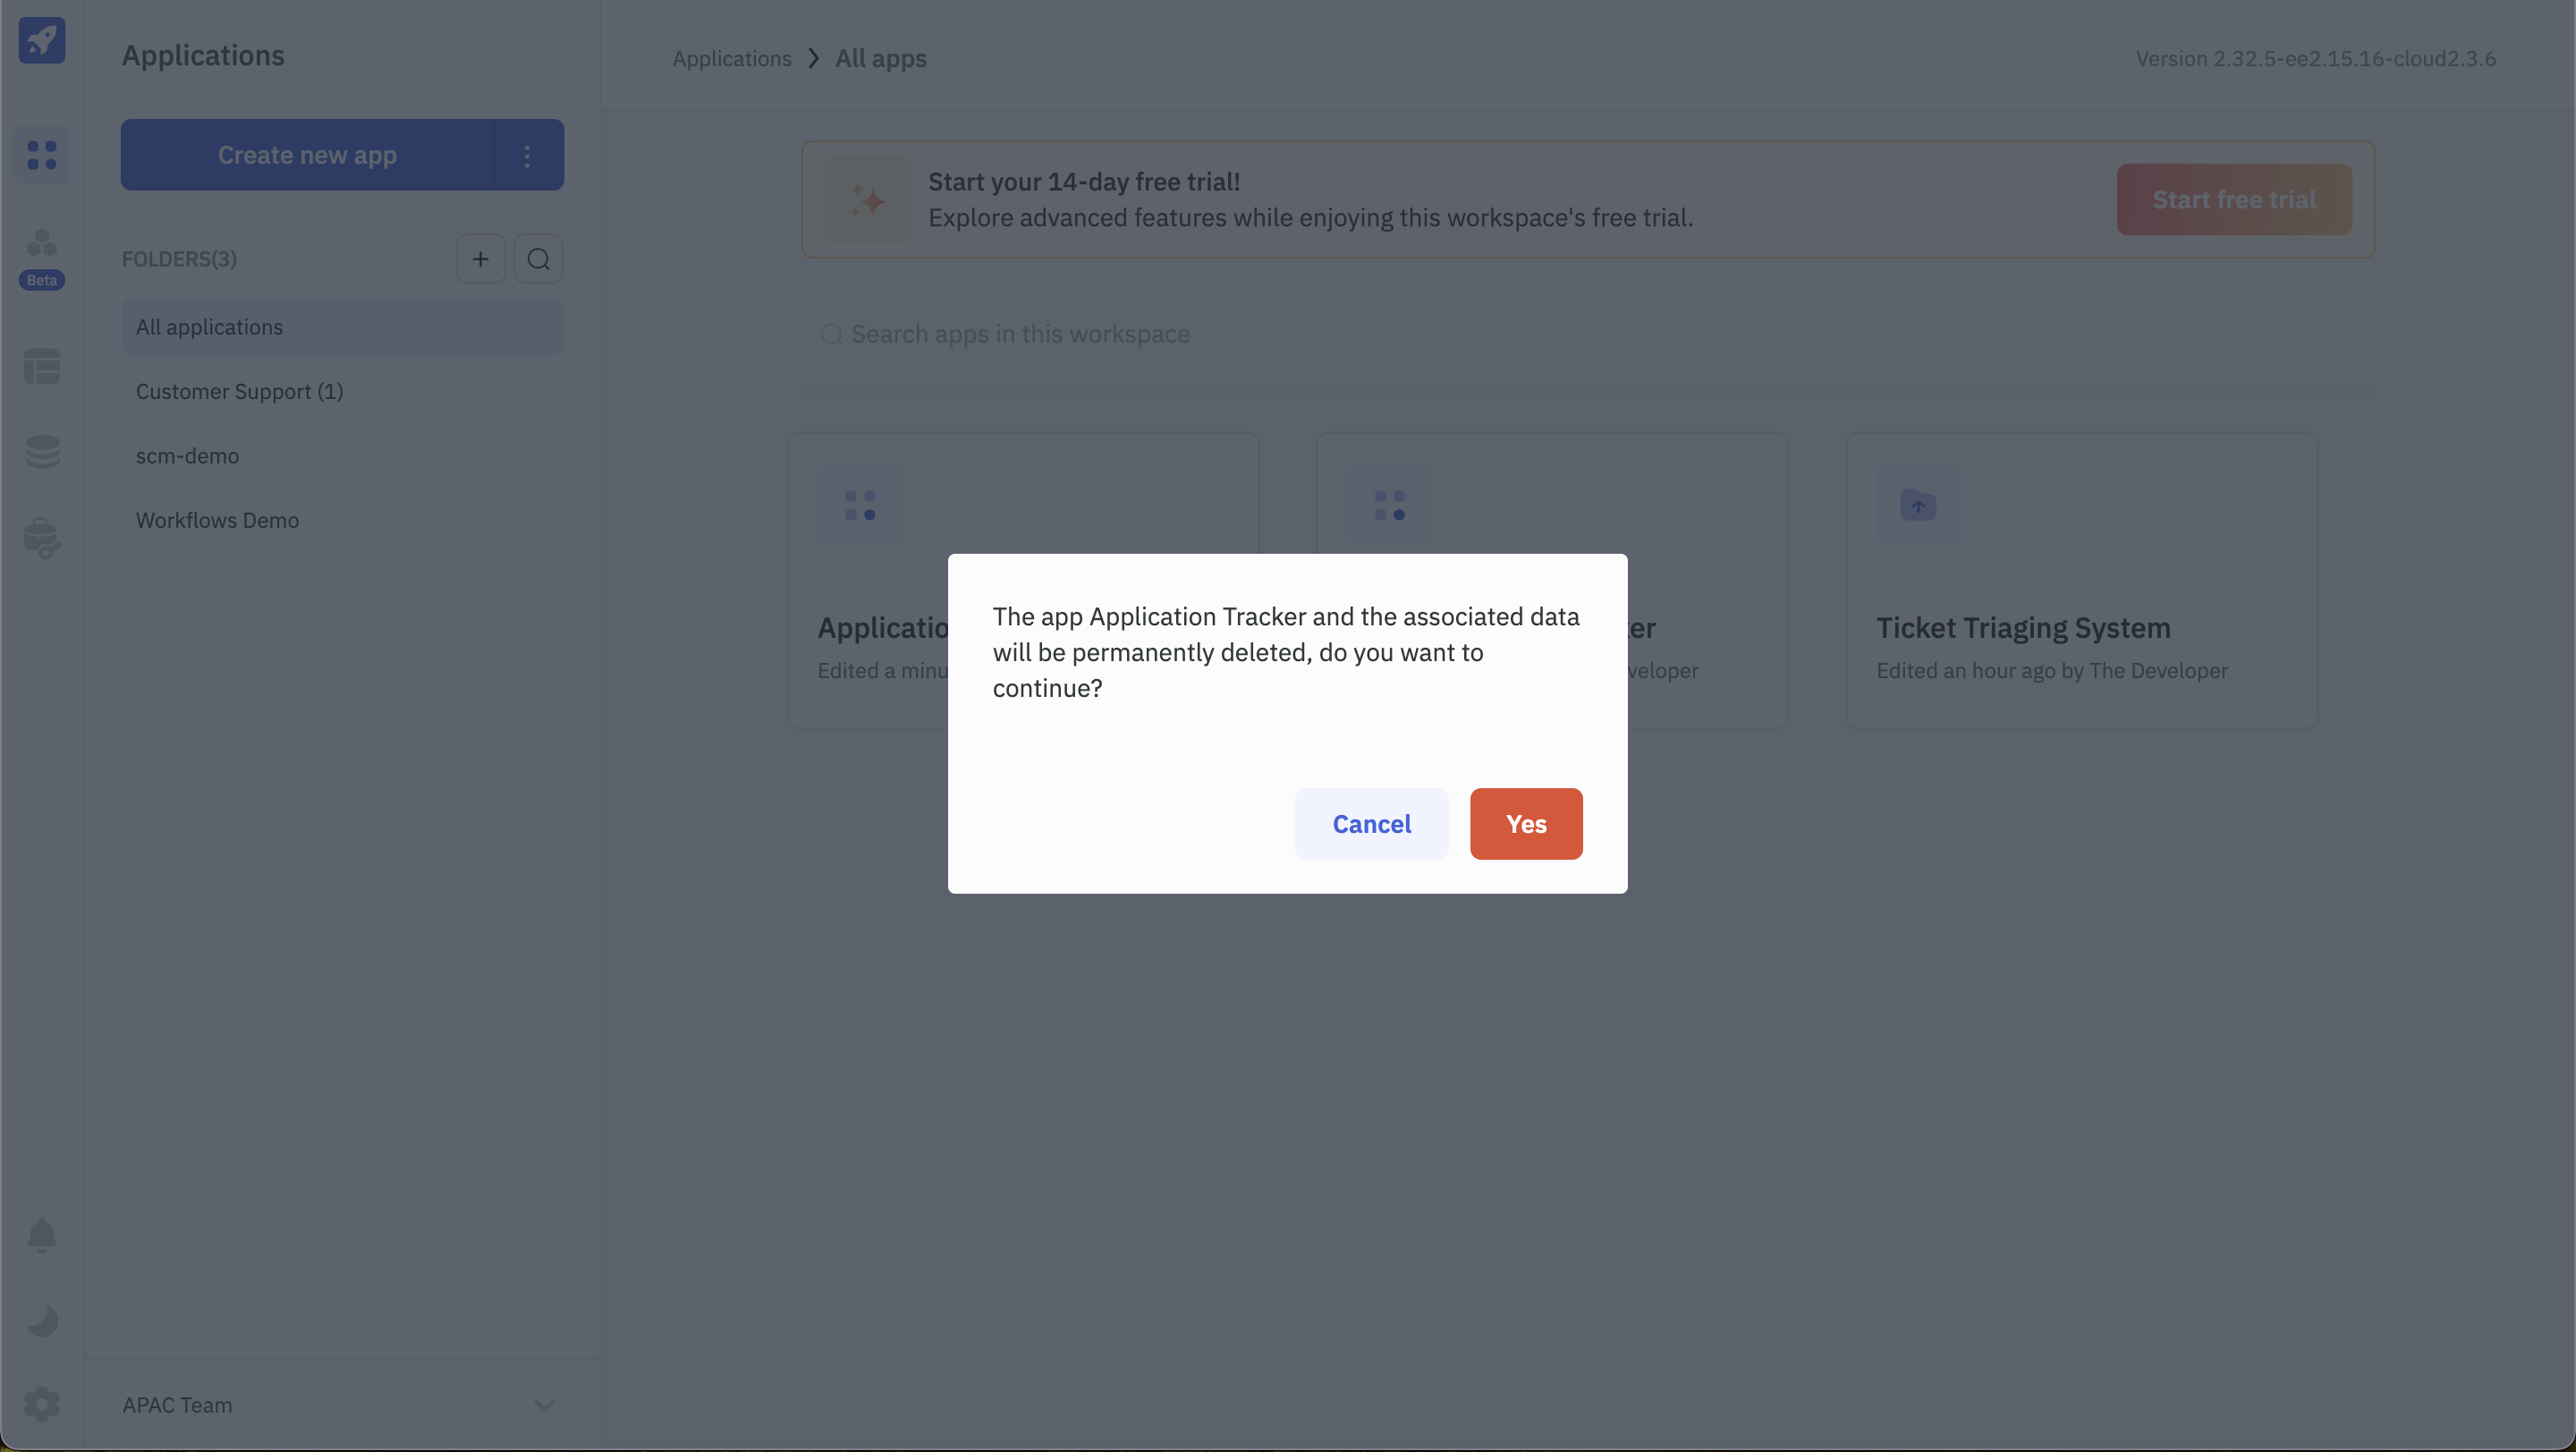 Applications
Create new app
Beta
FOLDERS(3)
All applications
Customer Support (1)
scm-demo
Workflows Demo
APAC Team
Applications > All apps
Version 2.32.5-ee2.15.16-cloud2.3.6
Start your 14-day free trial!
Explore advanced features while enjoying this workspace's free trial.
Start free trial
Search apps in this workspace
Edited a
Ticket Triaging System
Edited an hour ago by The Developer
The app Application Tracker and the associated data
will be permanently deleted, do you want to
continue?
Cancel
Yes